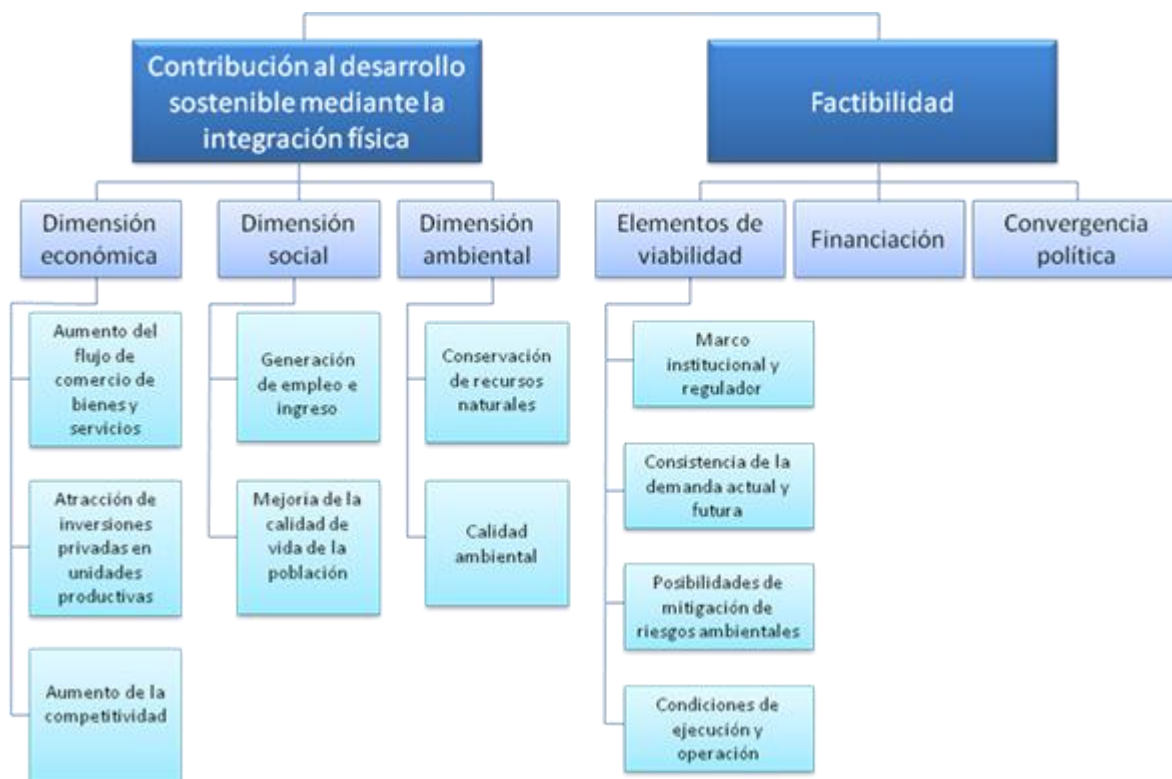 Contribución al desarrollo
sostenible mediante la
integración física
Factibilidad
Dimensión
económica
Dimensión
social
Dimensión
ambiental
Elementos de
viabilidad
Financiación
Convergencia
política
Aumento del
flujo de
comercio de
bienes y
servicios
Atracción de
inversiones
privadas en
unidades
productivas
Aumento de la
competitividad
Generación
de empleo e
ingreso
Mejoria de la
calidad de
vida de la
población
Conservación
de recursos
naturales
Calidad
ambiental
Marco
institucional y
regulador
Consistencia de la
demanda actual y
futura
Posibilidades de
mitigación de
riesgos ambientales
Condiciones de
ejecución y
operación